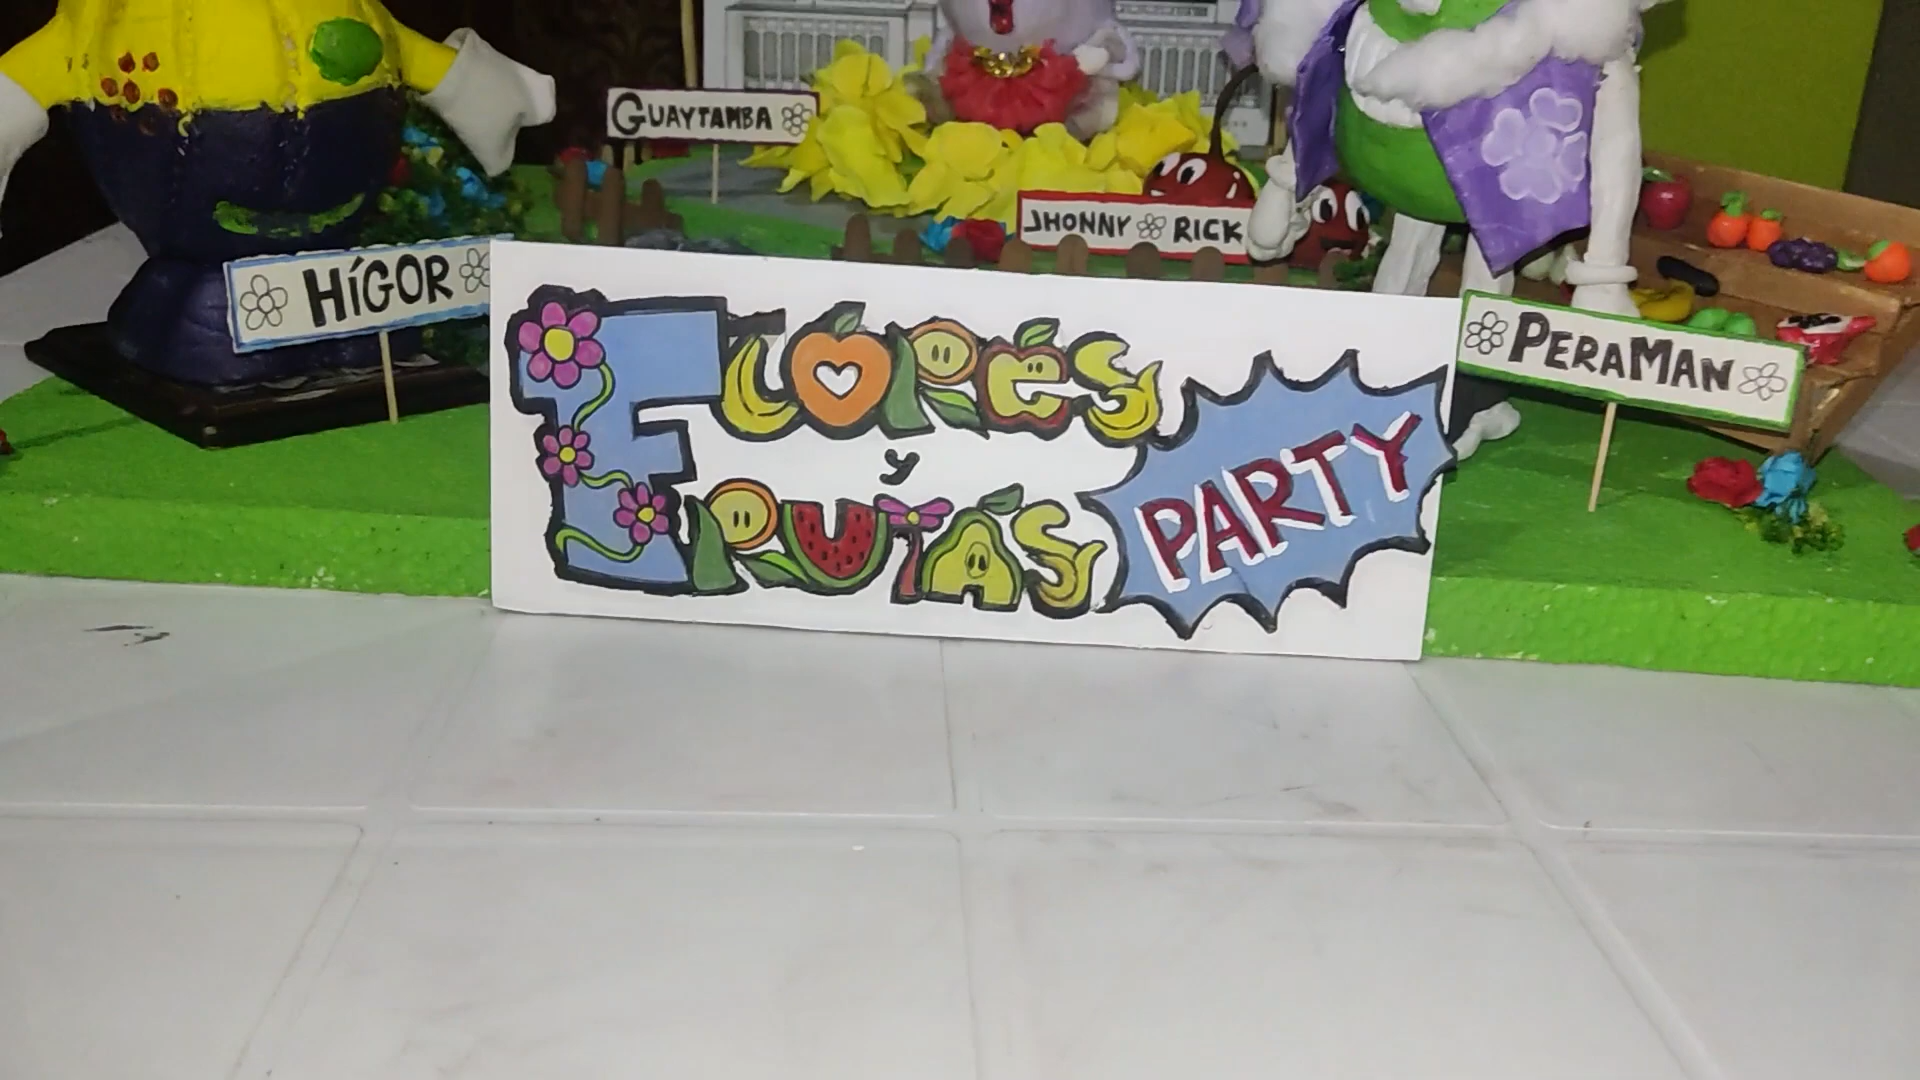 GUAYTAMBA
JHONNY RICK
HíGOR
PERAMAN
FLORES
y
FRUTAS
PARTY